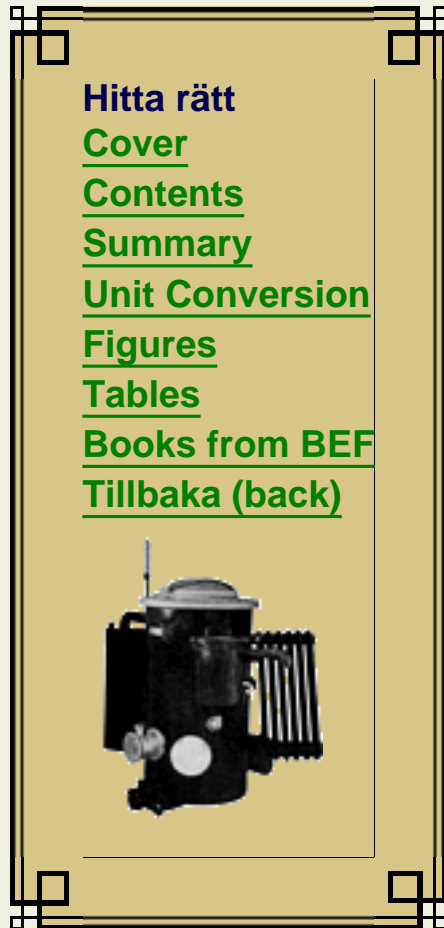 Hitta rätt
Cover
Contents
Summary
Unit Conversion
Figures
Tables
Books from BEF
Tillbaka (back)